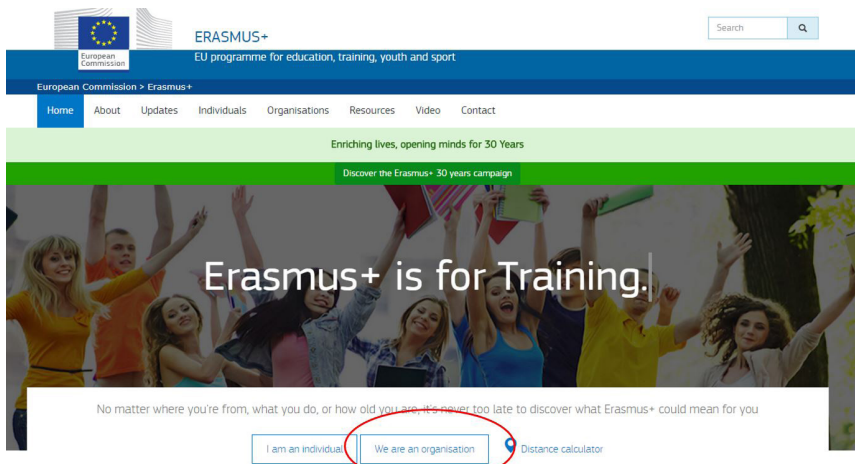 ERASMUS+
Search
European
Commission
EU programme for education, training, youth and sport
European Commission > Erasmus+
Home About Updates Individuals Organisations Resources Video Contact
Enriching lives, opening minds for 30 Years
Discover the Erasmus+ 30 years campaign
Erasmus+ is for Training.
No matter where you're from, what you do, or how old you are, it's never too late to discover what Erasmus+ could mean for you
I am an individual We are an organisation Distance calculator